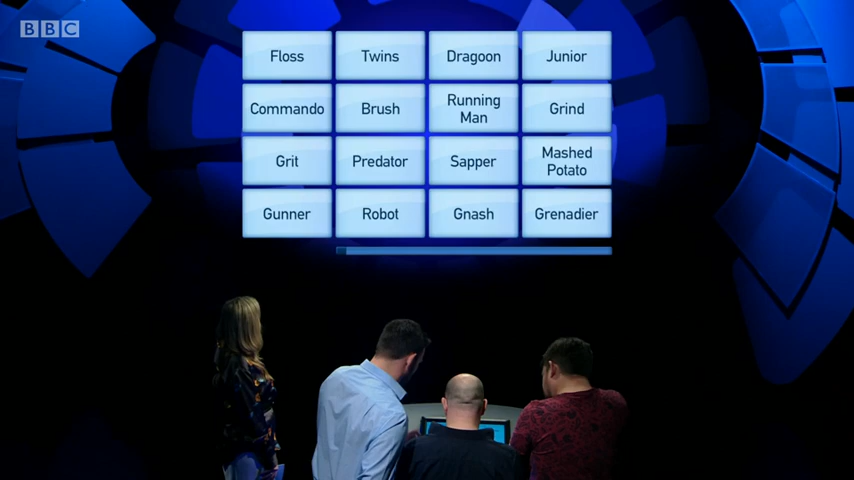 BBC
Floss
Twins
Dragoon
Junior
Commando
Brush
Running
Man
Grind
Grit
Predator
Sapper
Mashed
Potato
Gunner
Robot
Gnash
Grenadier